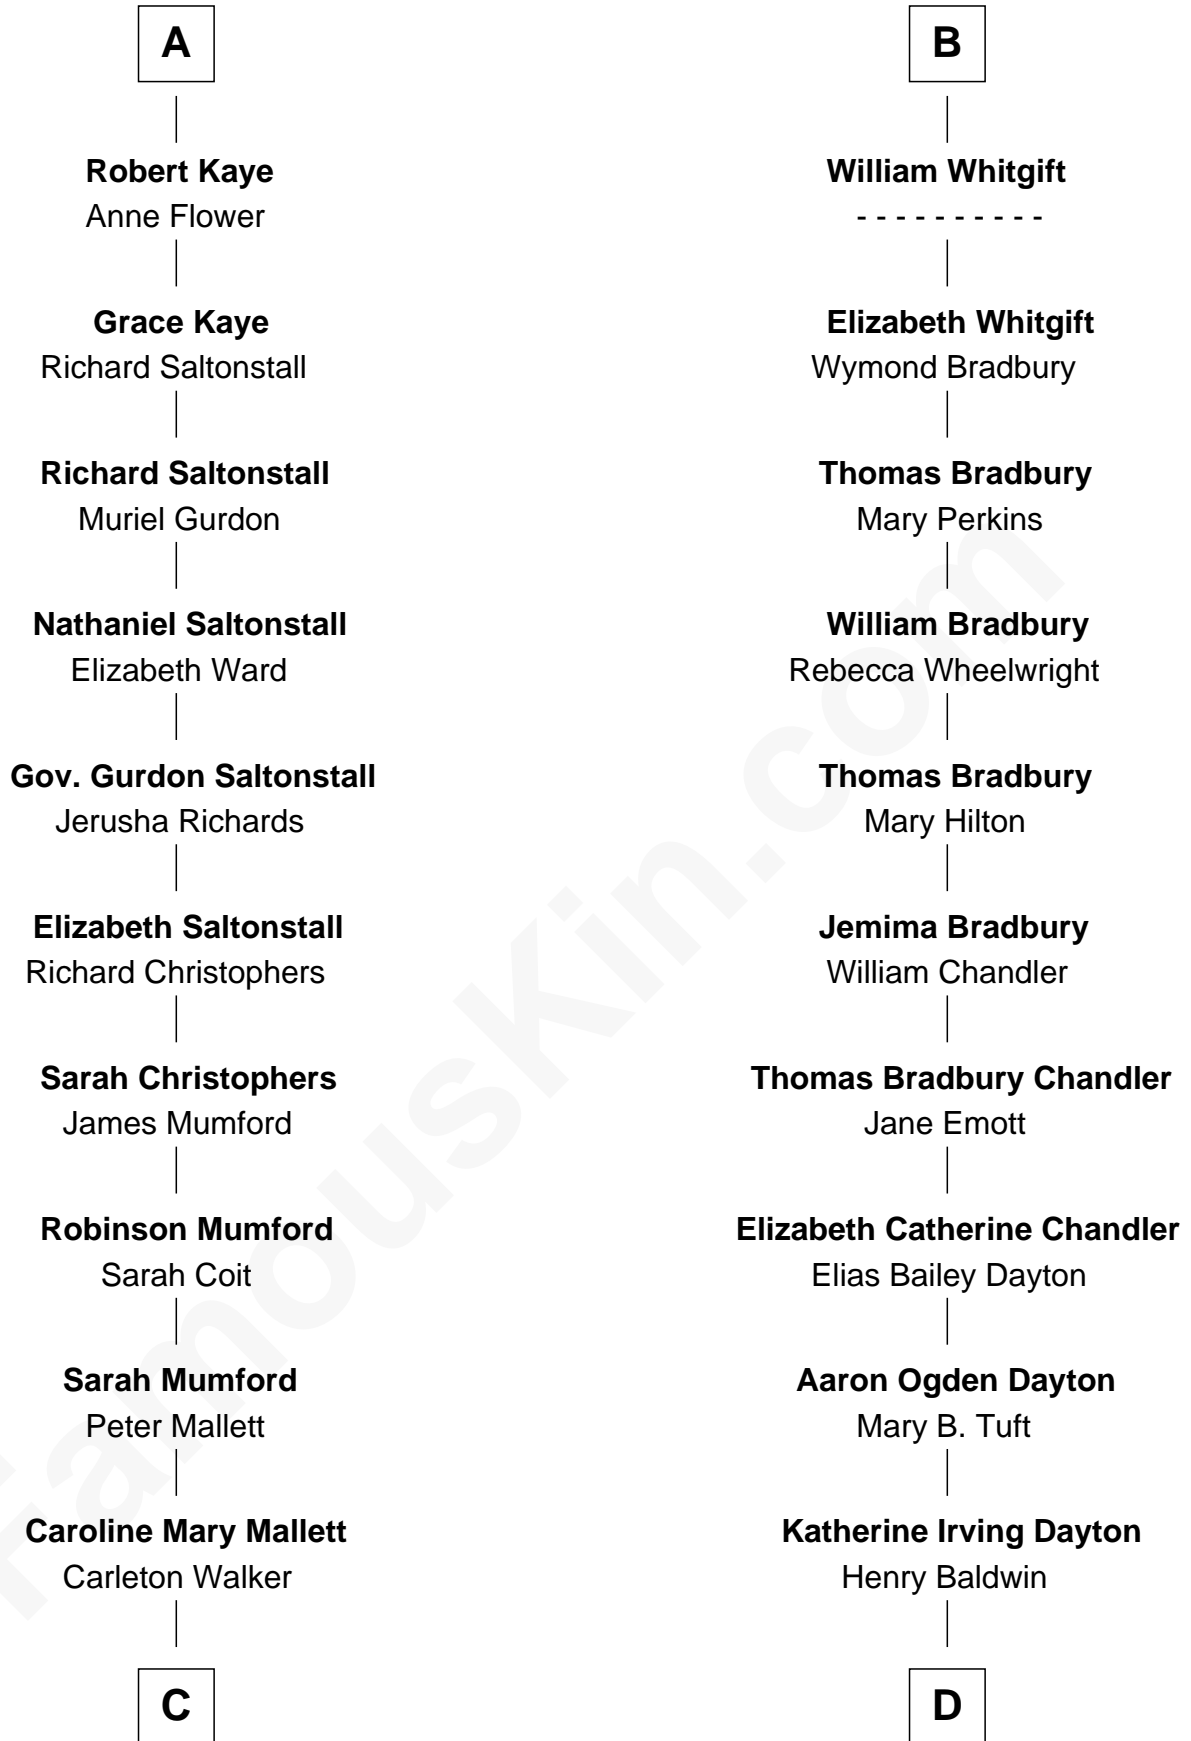 A
Robert Kaye
Anne Flower
Grace Kaye
Richard Saltonstall
Richard Saltonstall
Muriel Gurdon
Nathaniel Saltonstall
Elizabeth Ward
Gov. Gurdon Saltonstall
Jerusha Richards
Elizabeth Saltonstall
Richard Christophers
Sarah Christophers
James Mumford
Robinson Mumford
Sarah Coit
Sarah Mumford
Peter Mallett
Caroline Mary Mallett
Carleton Walker
C
B
William Whitgift
- - - - - - - - - -
Elizabeth Whitgift
Wymond Bradbury
Thomas Bradbury
Mary Perkins
William Bradbury
Rebecca Wheelwright
Thomas Bradbury
Mary Hilton
Jemima Bradbury
William Chandler
Thomas Bradbury Chandler
Jane Emott
Elizabeth Catherine Chandler
Elias Bailey Dayton
Aaron Ogden Dayton
Mary B. Tuft
Katherine Irving Dayton
Henry Baldwin
D
FamousKin.com